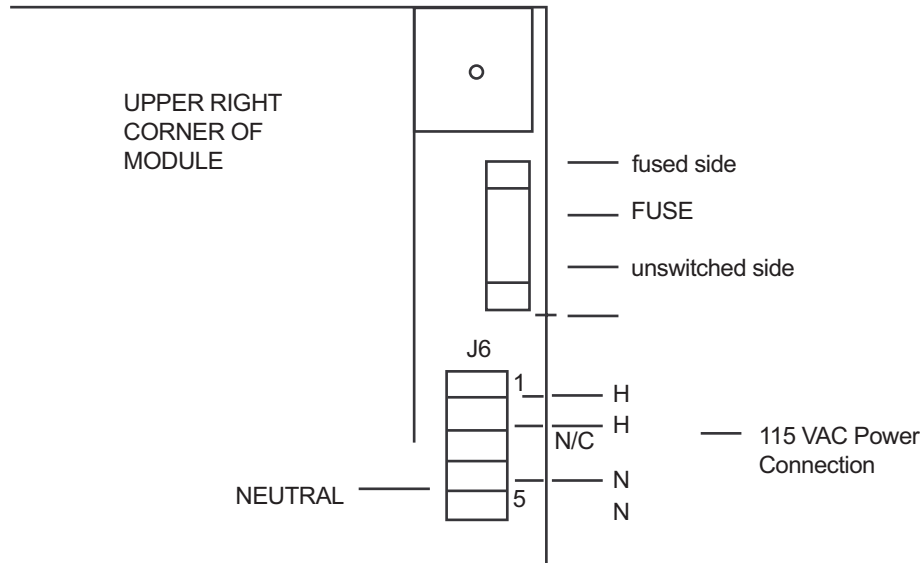 UPPER RIGHT
CORNER OF
MODULE
fused side
FUSE
unswitched side
J6
1
H
H
N/C
115 VAC Power
Connection
N
NEUTRAL
5
N